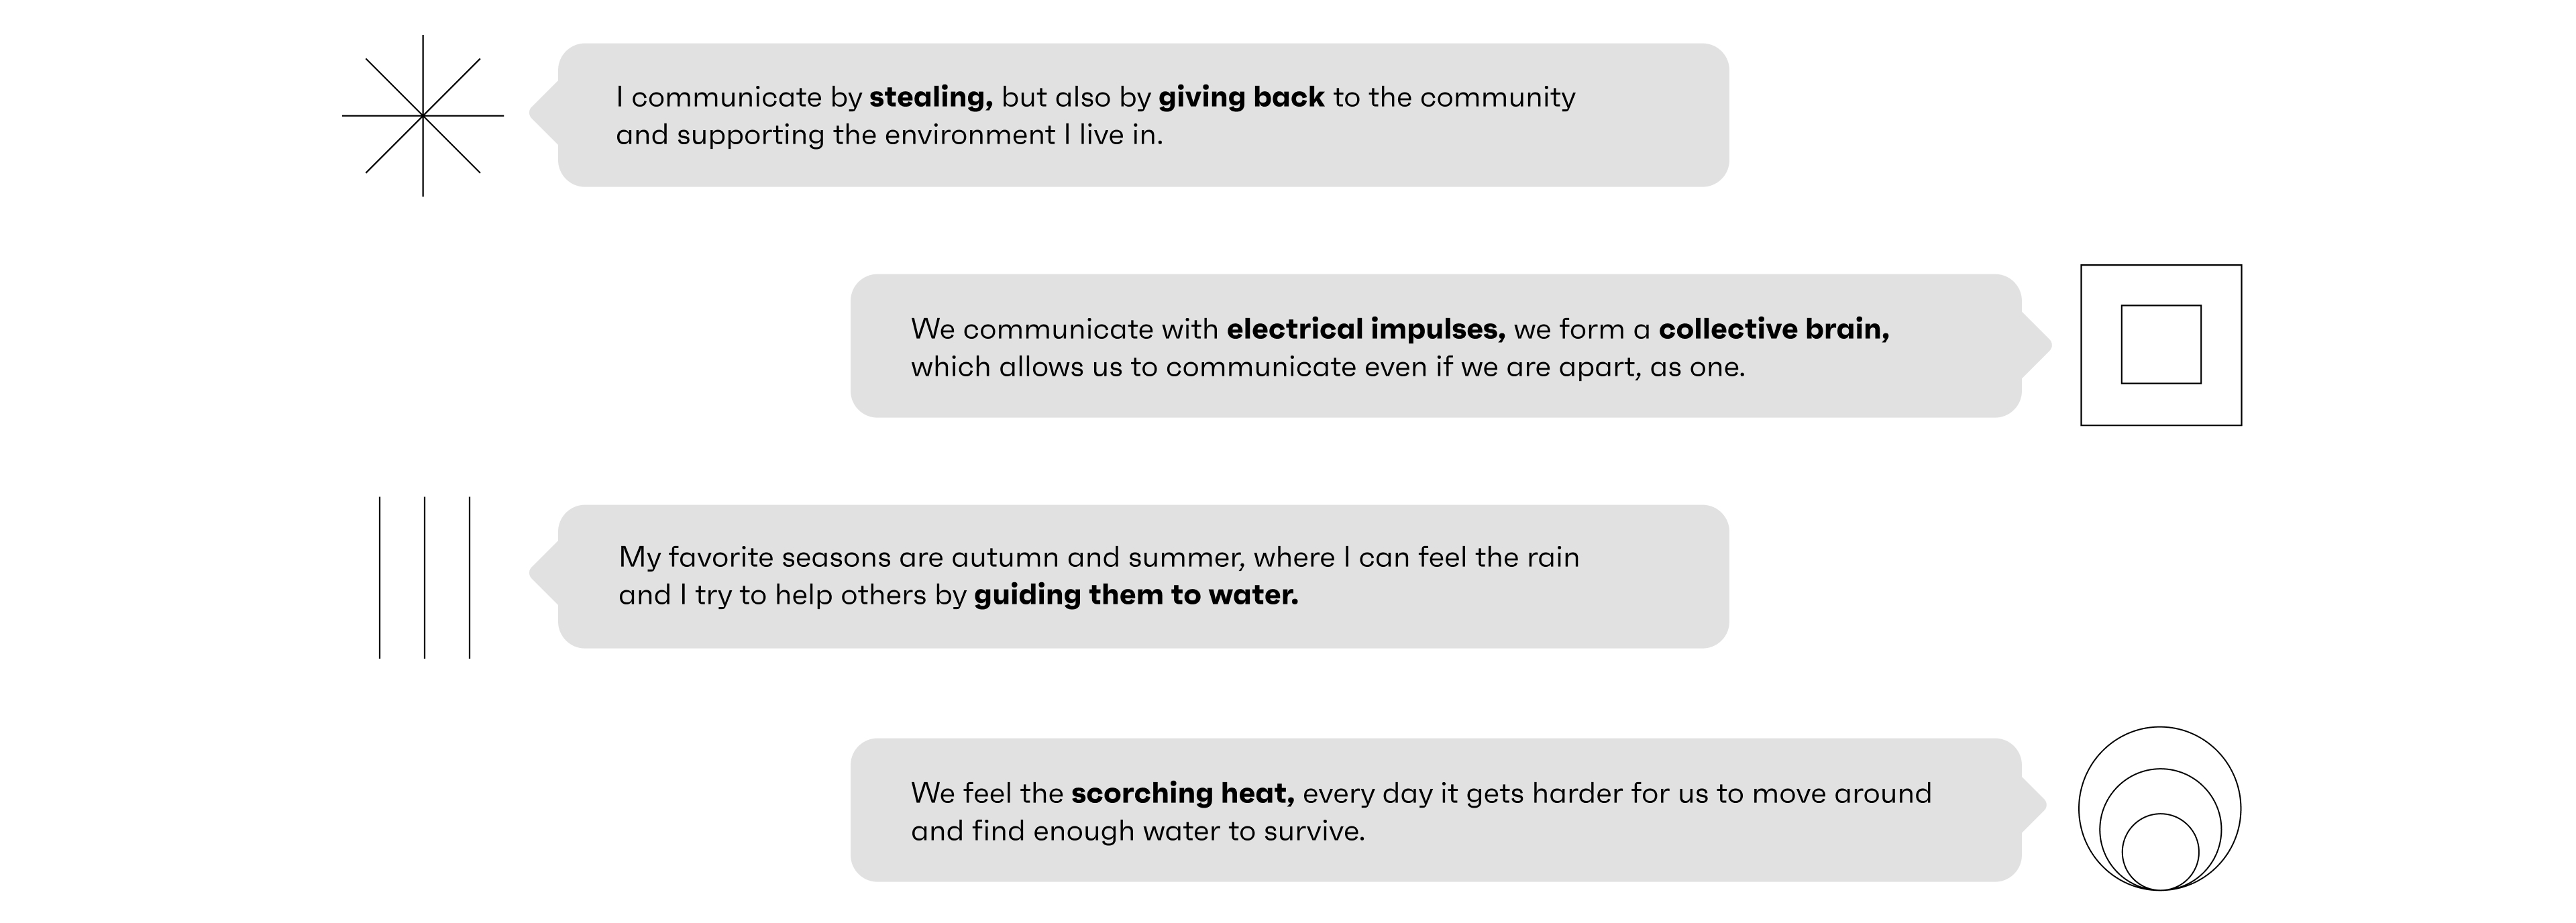 I communicate by stealing, but also by giving back to the community
and supporting the environment I live in.
We communicate with electrical impulses, we form a collective brain,
which allows us to communicate even if we are apart, as one.
My favorite seasons are autumn and summer, where I can feel the rain
and I try to help others by guiding them to water.
We feel the scorching heat, every day it gets harder for us to move around
and find enough water to survive.